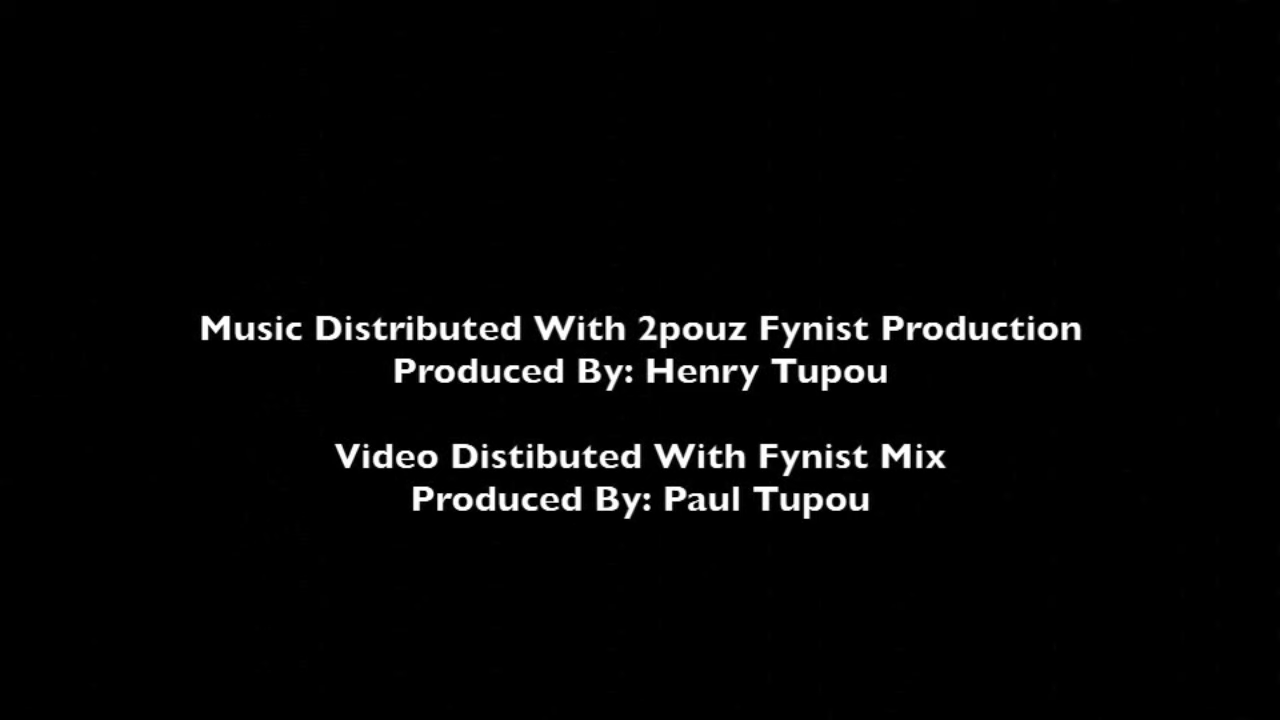 Music Distributed With 2pouz Fynist Production
Produced By: Henry Tupou
Video Distibuted With Fynist Mix
Produced By: Paul Tupou